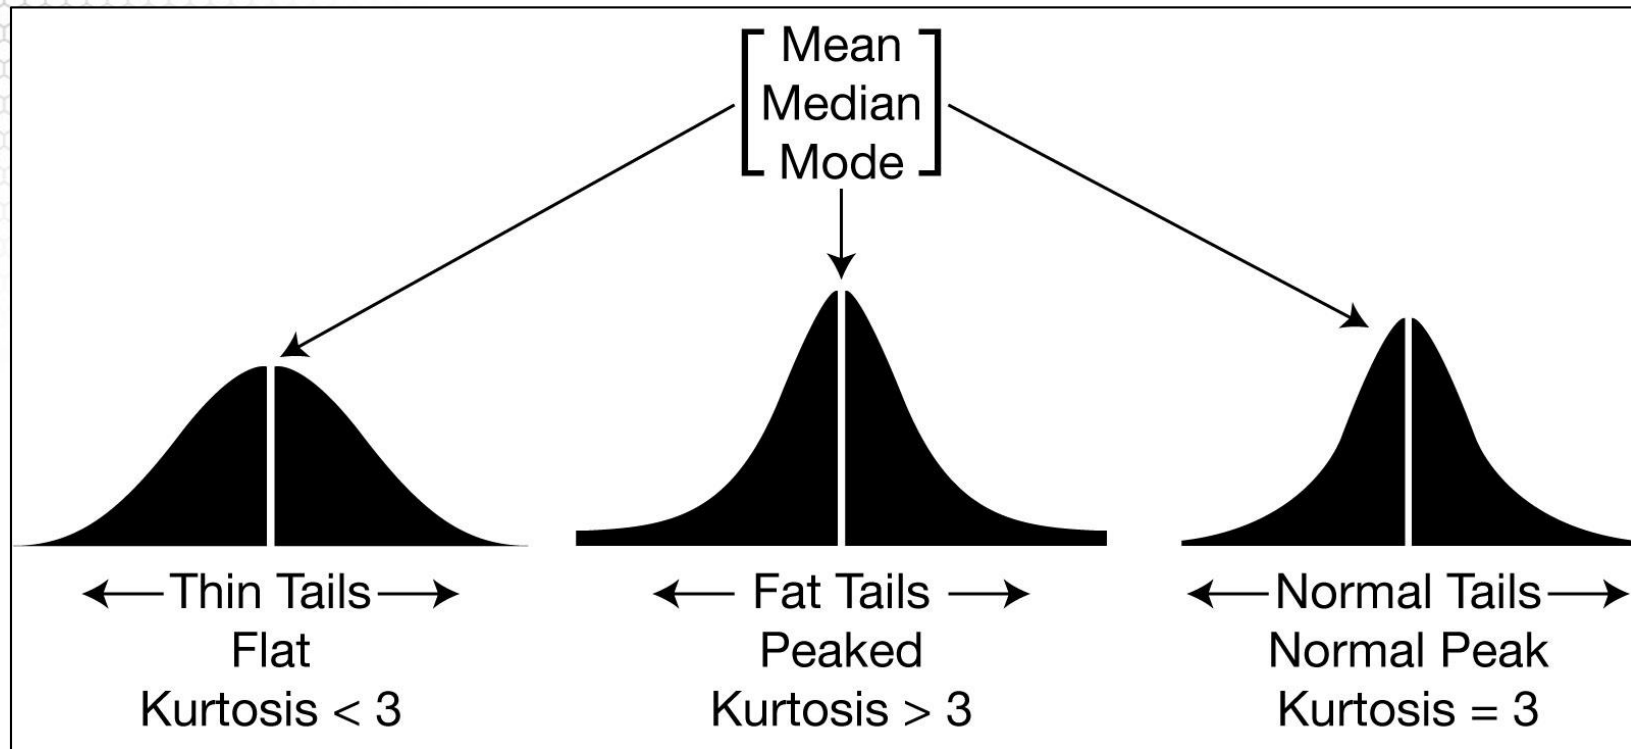 Mean
Median
Mode
Thin Tails
Flat
Kurtosis < 3
Fat Tails
Peaked
Kurtosis > 3
Normal Tails
Normal Peak
Kurtosis = 3